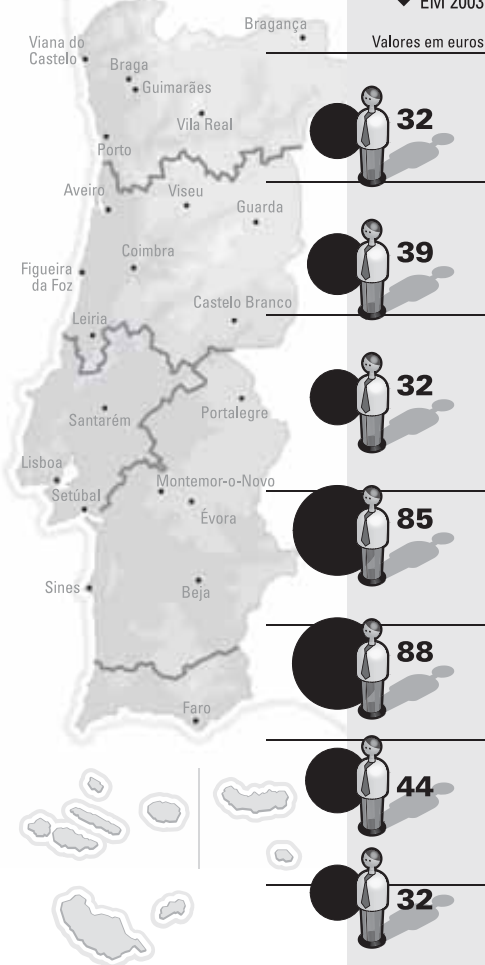 EM 2003
Valores em euros
Bragança
Viana do
Castelo
Braga
Guimarães
Vila Real
Porto
32
Aveiro
Viseu
Guarda
Coimbra
39
Figueira
da Foz
Castelo Branco
Leiria
Santarém
Portalegre
32
Lisboa
Setúbal
Montemor-o-Novo
Évora
85
Sines
Beja
88
Faro
44
32